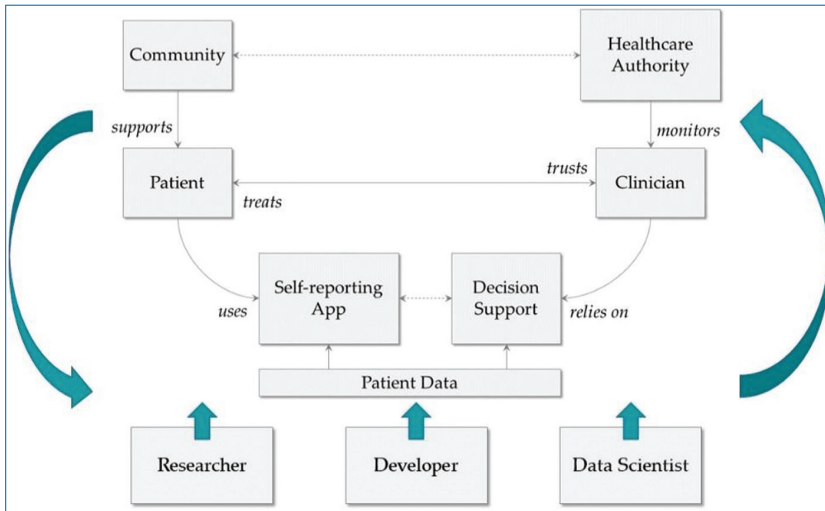 Community
Healthcare
Authority
supports
monitors
Patient
trusts
Clinician
treats
Self-reporting
App
Decision
Support
uses
relies on
Patient Data
Researcher
Developer
Data Scientist